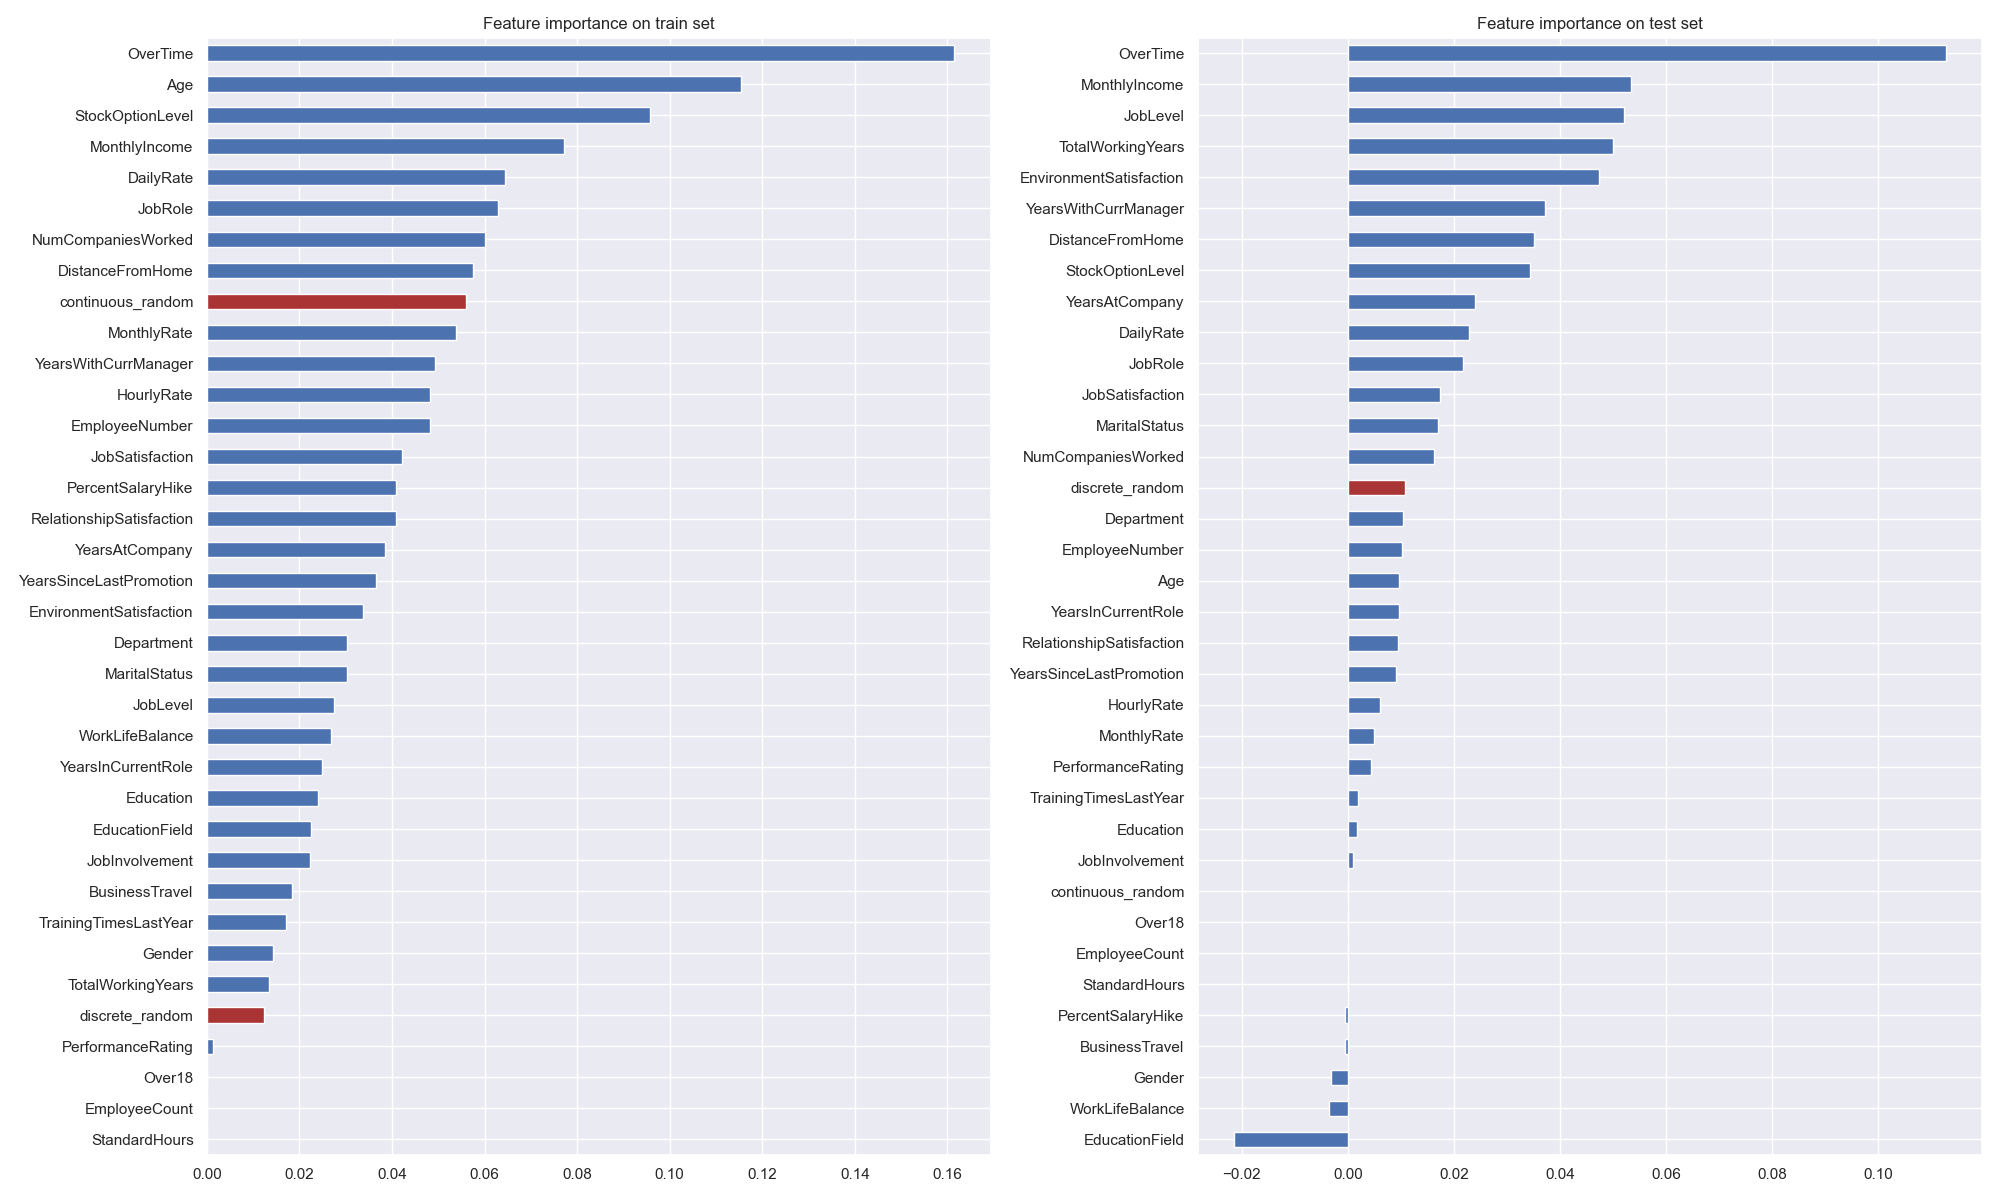 Feature importance on train set
OverTime
Age
StockOptionLevel
MonthlyIncome
DailyRate
JobRole
NumCompaniesWorked
DistanceFromHome
continuous_random
MonthlyRate
YearsWithCurrManager
HourlyRate
EmployeeNumber
JobSatisfaction
PercentSalaryHike
RelationshipSatisfaction
YearsAtCompany
YearsSinceLastPromotion
EnvironmentSatisfaction
Department
MaritalStatus
JobLevel
WorkLifeBalance
YearsInCurrentRole
Education
EducationField
JobInvolvement
BusinessTravel
TrainingTimesLastYear
Gender
TotalWorkingYears
discrete_random
PerformanceRating
Over18
EmployeeCount
StandardHours
0.00 0.02 0.04 0.06 0.08 0.10 0.12 0.14 0.16
Feature importance on test set
OverTime
MonthlyIncome
JobLevel
TotalWorkingYears
EnvironmentSatisfaction
YearsWithCurrManager
DistanceFromHome
StockOptionLevel
YearsAtCompany
DailyRate
JobRole
JobSatisfaction
MaritalStatus
NumCompaniesWorked
discrete_random
Department
EmployeeNumber
Age
YearsInCurrentRole
RelationshipSatisfaction
YearsSinceLastPromotion
HourlyRate
MonthlyRate
PerformanceRating
TrainingTimesLastYear
Education
JobInvolvement
continuous_random
Over18
EmployeeCount
StandardHours
PercentSalaryHike
BusinessTravel
Gender
WorkLifeBalance
EducationField
−0.02 0.00 0.02 0.04 0.06 0.08 0.10